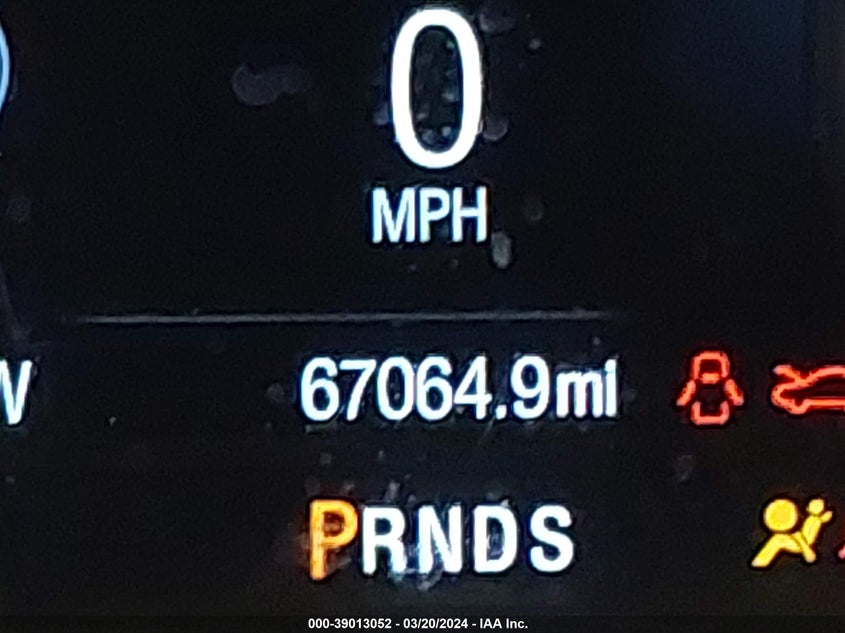 0
MPH
67064.9mi
PRNDS
000-39013052 - 03/20/2024 - IAA Inc.